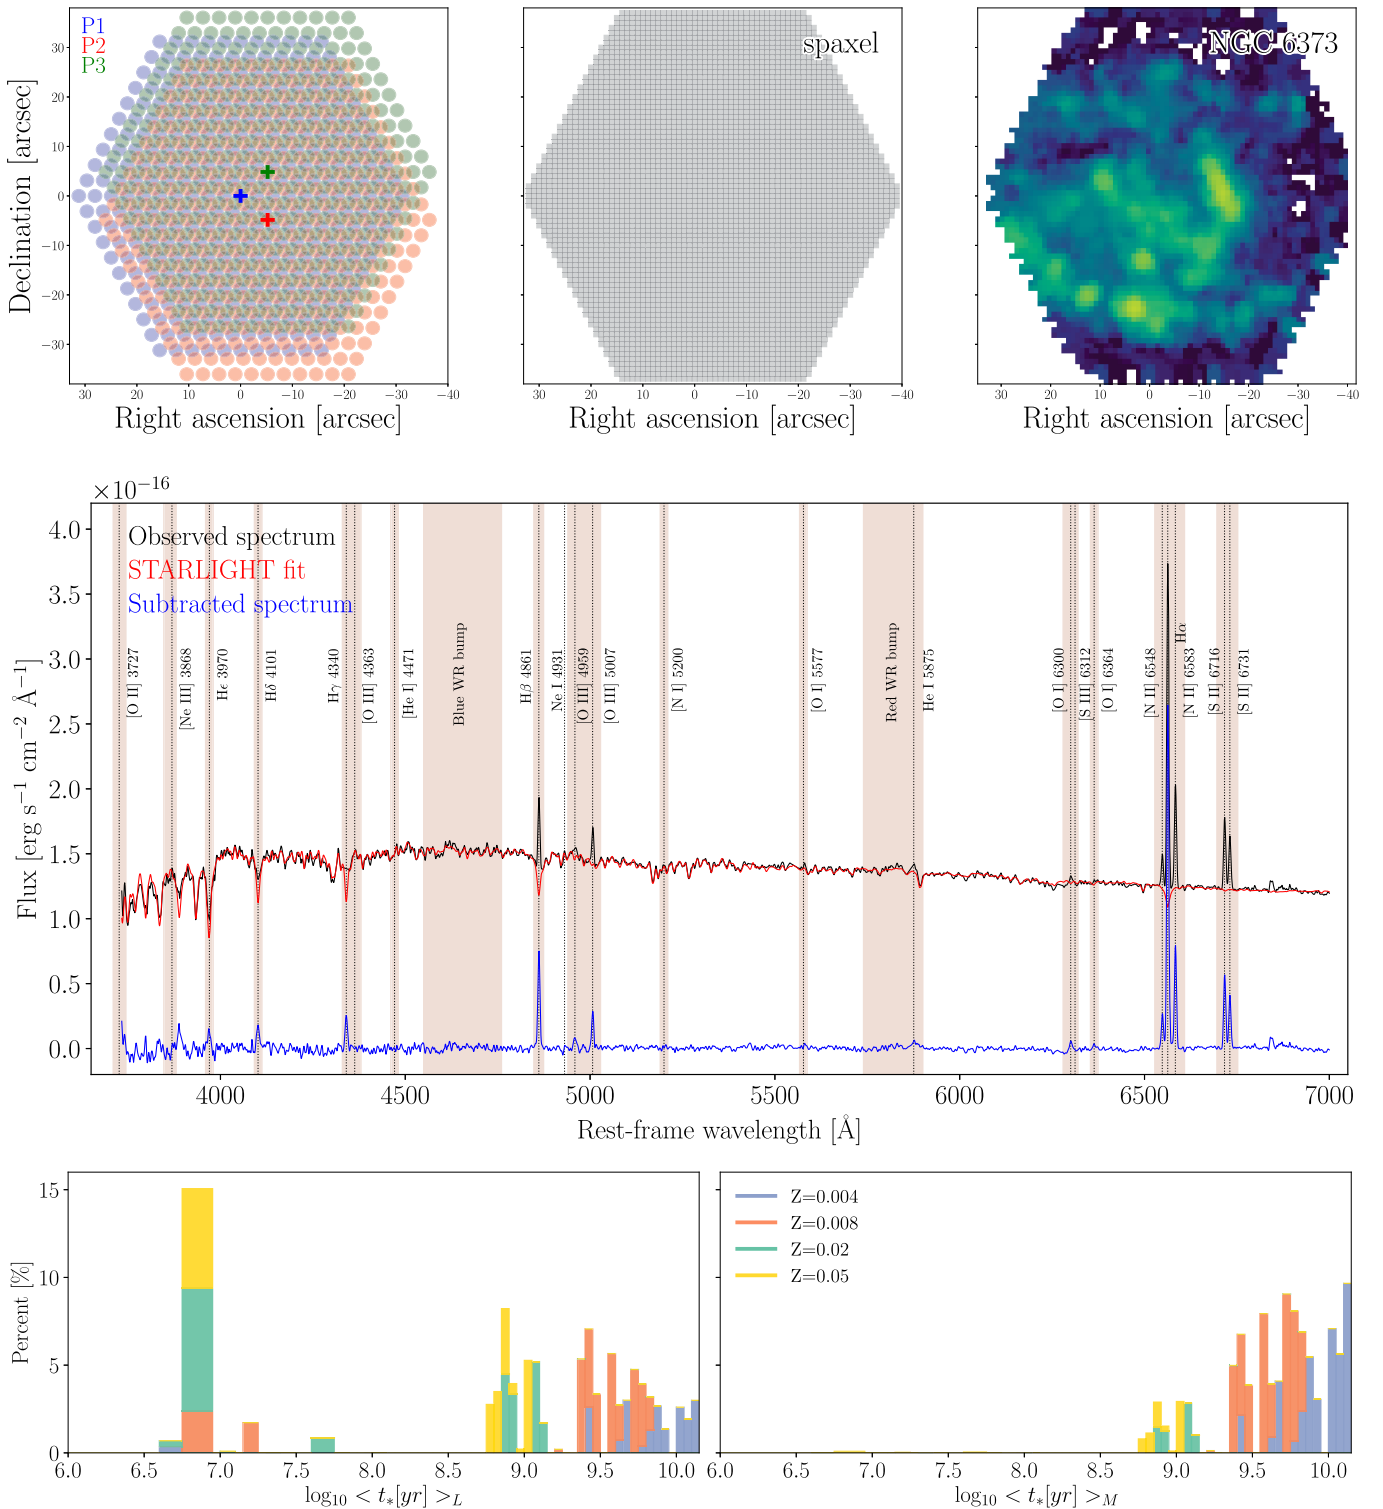 P1
P2
P3
30
20
10
0
−10
−20
−30
30
20
10
0
−10
−20
−30
−40
Declination [arcsec]
Right ascension [arcsec]
spaxel
30
20
10
0
−10
−20
−30
−40
Right ascension [arcsec]
NGC 6373
30
20
10
0
−10
−20
−30
−40
Right ascension [arcsec]
×10−16
Observed spectrum
STARLIGHT fit
Subtracted spectrum
4.0
3.5
3.0
2.5
2.0
1.5
1.0
0.5
0.0
Flux [erg s−1 cm−2 Å−1]
[O II] 3727
[Ne III] 3868
Hϵ 3970
Hδ 4101
Hγ 4340
[O III] 4363
[He I] 4471
Blue WR bump
Hβ 4861
Ne I 4931
[O III] 4959
[O III] 5007
[N I] 5200
[O I] 5577
Red WR bump
He I 5875
[O I] 6300
[S III] 6312
[O I] 6364
[N II] 6548
Hα
[N II] 6583
[S II] 6716
[S II] 6731
4000
4500
5000
5500
6000
6500
7000
Rest-frame wavelength [Å]
15
10
5
0
Percent [%]
6.0
6.5
7.0
7.5
8.0
8.5
9.0
9.5
10.0
log10 < t*[yr] >L
Z=0.004
Z=0.008
Z=0.02
Z=0.05
6.0
6.5
7.0
7.5
8.0
8.5
9.0
9.5
10.0
log10 < t*[yr] >M